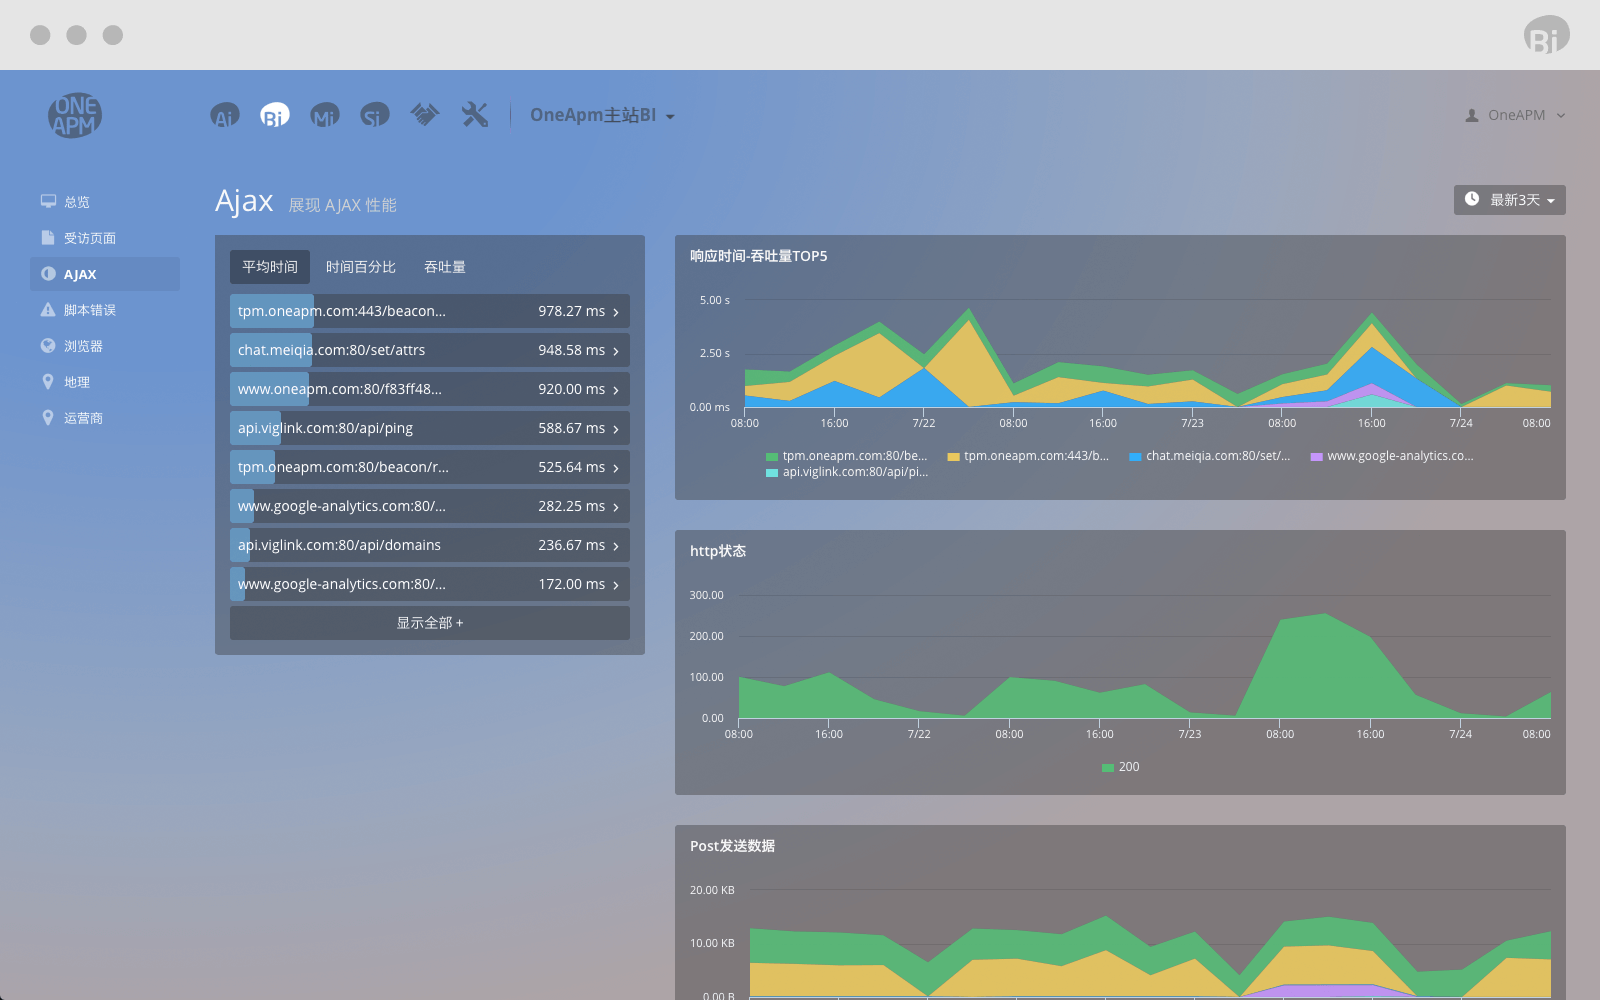 Bi
ONE
APM
Ai
Bi
Mi
Si
OneApm主站BI
OneAPM
总览
受访页面
AJAX
脚本错误
浏览器
地理
运营商
Ajax 展现 AJAX 性能
最新3天
平均时间 时间百分比 吞吐量
tpm.oneapm.com:443/beacon... 978.27 ms
chat.meiqia.com:80/set/attrs 948.58 ms
www.oneapm.com:80/f83ff48... 920.00 ms
api.viglink.com:80/api/ping 588.67 ms
tpm.oneapm.com:80/beacon/r... 525.64 ms
www.google-analytics.com:80/... 282.25 ms
api.viglink.com:80/api/domains 236.67 ms
www.google-analytics.com:80/... 172.00 ms
显示全部 +
响应时间-吞吐量TOP5
5.00 s
2.50 s
0.00 ms
08:00 16:00 7/22 08:00 16:00 7/23 08:00 16:00 7/24 08:00
tpm.oneapm.com:80/be... tpm.oneapm.com:443/b... chat.meiqia.com:80/set/... www.google-analytics.co...
api.viglink.com:80/api/pi...
http状态
300.00
200.00
100.00
0.00
08:00 16:00 7/22 08:00 16:00 7/23 08:00 16:00 7/24 08:00
200
Post发送数据
20.00 KB
10.00 KB
0.00 B